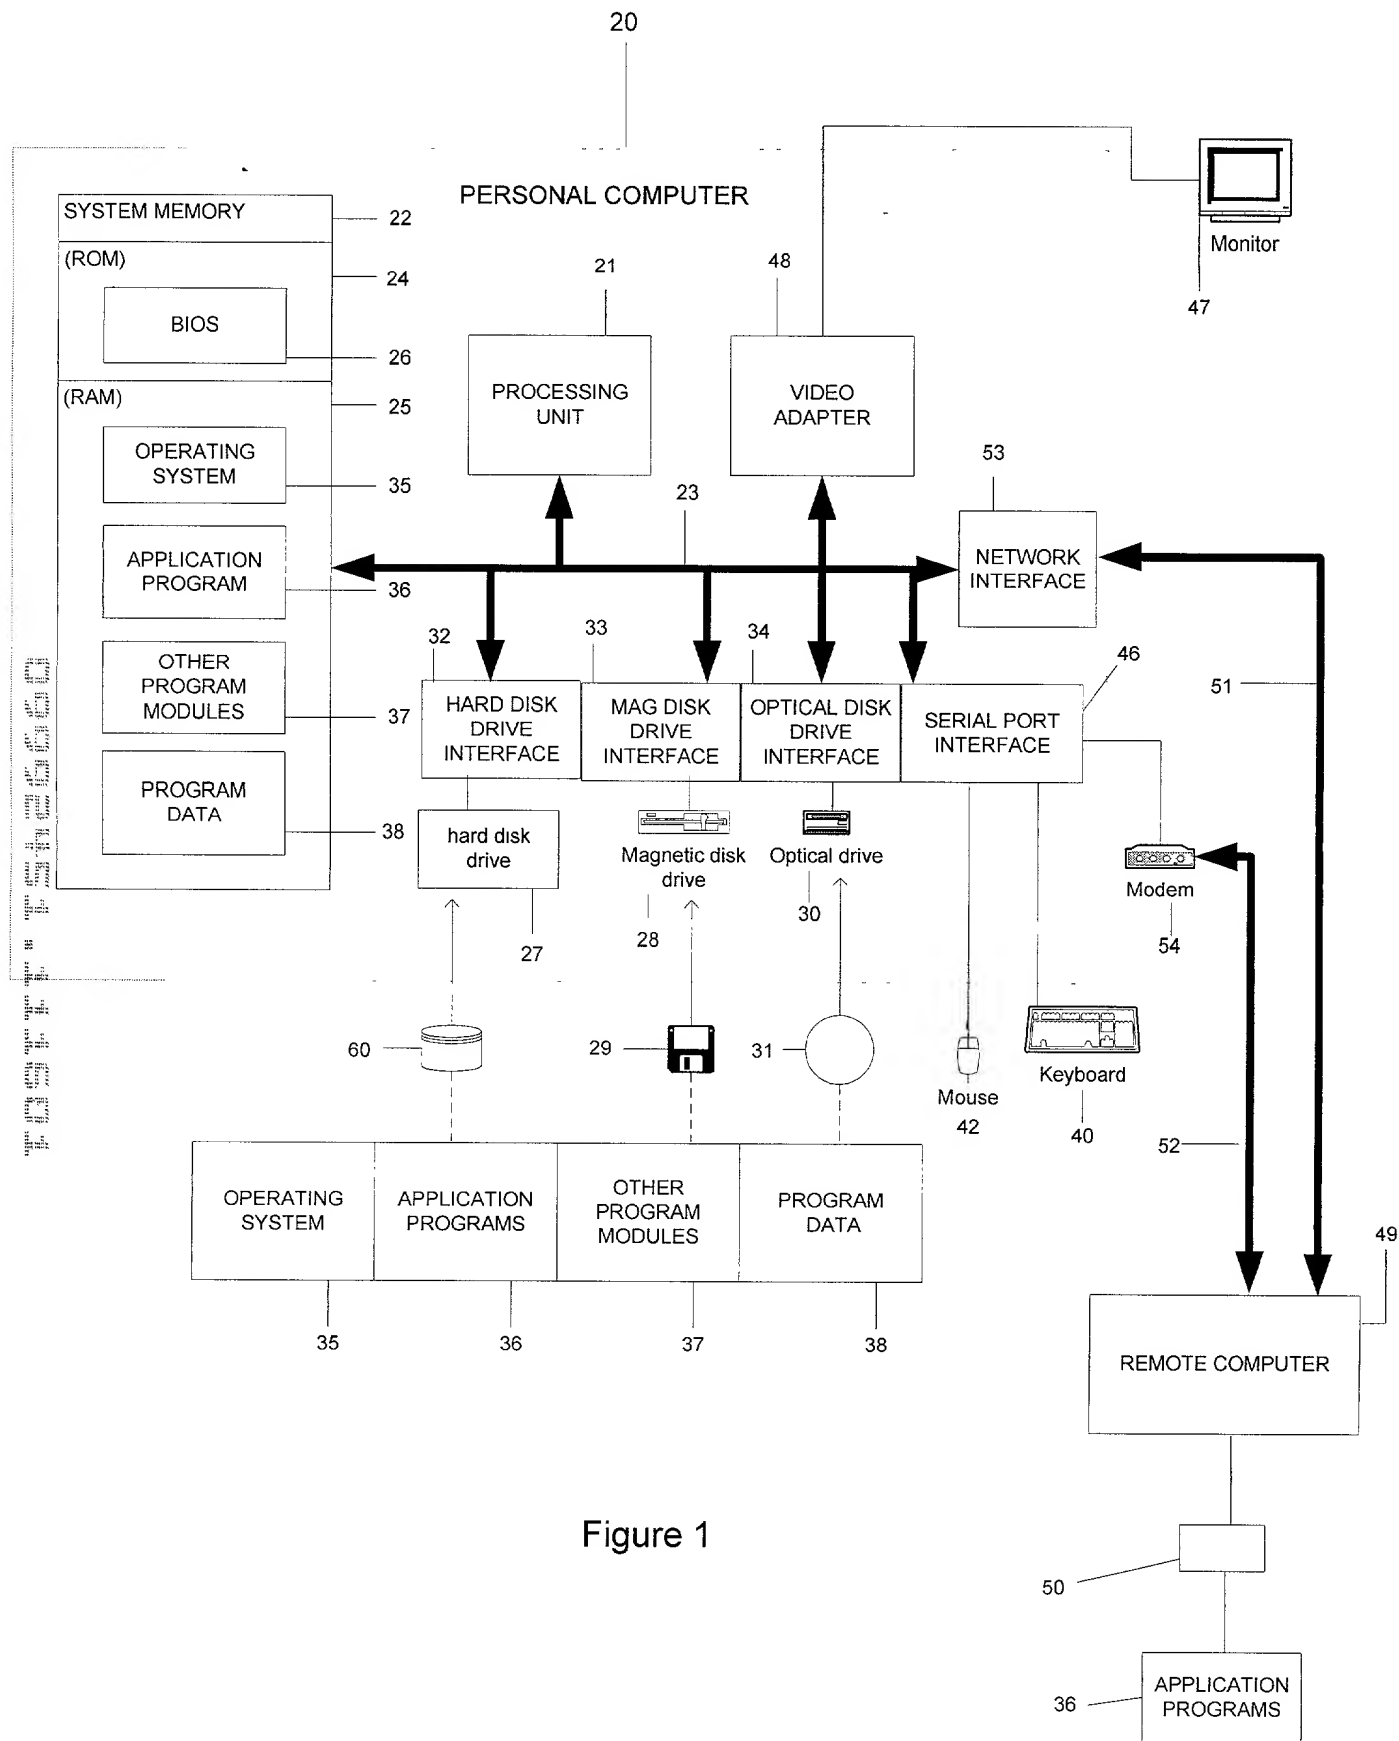 20
PERSONAL COMPUTER
SYSTEM MEMORY
22
(ROM)
24
BIOS
26
(RAM)
25
OPERATING
SYSTEM
35
APPLICATION
PROGRAM
36
OTHER
PROGRAM
MODULES
37
PROGRAM
DATA
38
21
PROCESSING
UNIT
48
VIDEO
ADAPTER
Monitor
47
53
NETWORK
INTERFACE
23
32
HARD DISK
DRIVE
INTERFACE
33
MAG DISK
DRIVE
INTERFACE
34
OPTICAL DISK
DRIVE
INTERFACE
46
SERIAL PORT
INTERFACE
51
hard disk
drive
27
Magnetic disk
drive
28
Optical drive
30
Modem
54
60
29
31
Mouse
42
Keyboard
40
52
OPERATING
SYSTEM
35
APPLICATION
PROGRAMS
36
OTHER
PROGRAM
MODULES
37
PROGRAM
DATA
38
49
REMOTE COMPUTER
50
36
APPLICATION
PROGRAMS
Figure 1